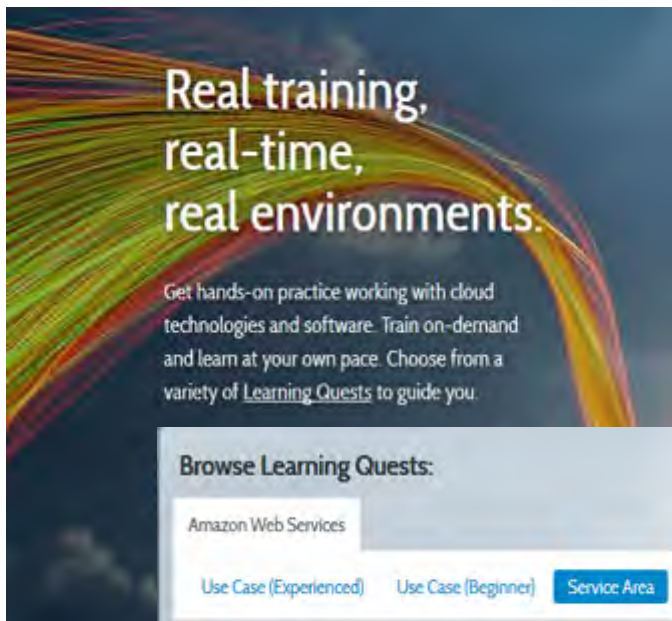 Real training,
real-time,
real environments.
Get hands-on practice working with cloud
technologies and software. Train on-demand
and learn at your own pace. Choose from a
variety of Learning Quests to guide you.
Browse Learning Quests:
Amazon Web Services
Use Case (Experienced) Use Case (Beginner) Service Area